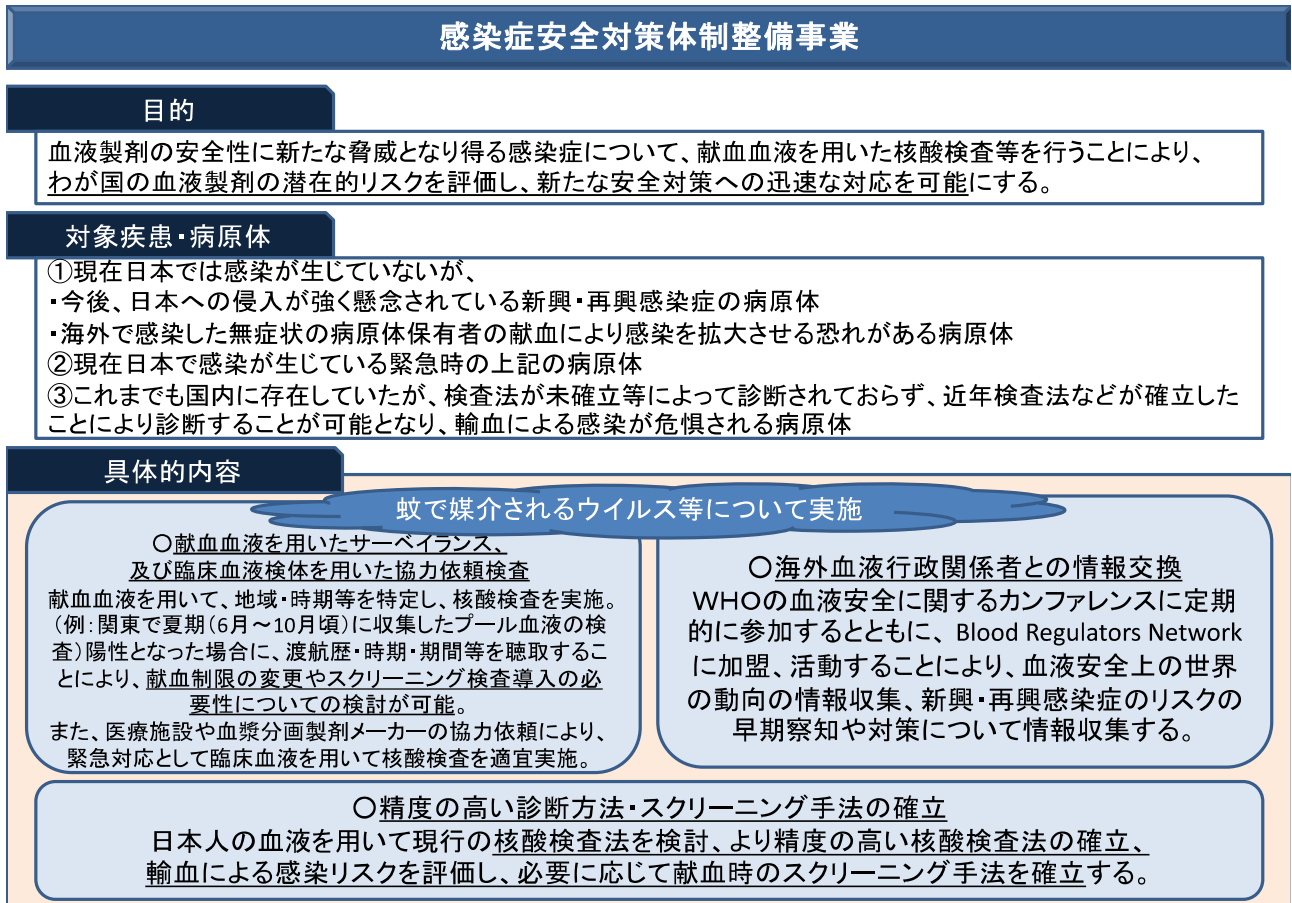 感染症安全対策体制整備事業
目的
血液製剤の安全性に新たな脅威となり得る感染症について、献血血液を用いた核酸検査等を行うことにより、
わが国の血液製剤の潜在的リスクを評価し、新たな安全対策への迅速な対応を可能にする。
対象疾患・病原体
①現在日本では感染が生じていないが、
・今後、日本への侵入が強く懸念されている新興・再興感染症の病原体
・海外で感染した無症状の病原体保有者の献血により感染を拡大させる恐れがある病原体
②現在日本で感染が生じている緊急時の上記の病原体
③これまでも国内に存在していたが、検査法が未確立等によって診断されておらず、近年検査法などが確立した
ことにより診断することが可能となり、輸血による感染が危惧される病原体
具体的内容
蚊で媒介されるウイルス等について実施
○献血血液を用いたサーベイランス、
及び臨床血液検体を用いた協力依頼検査
献血血液を用いて、地域・時期等を特定し、核酸検査を実施。
（例：関東で夏期（6月～10月頃）に収集したプール血液の検
査）陽性となった場合に、渡航歴・時期・期間等を聴取するこ
とにより、献血制限の変更やスクリーニング検査導入の必
要性についての検討が可能。
また、医療施設や血漿分画製剤メーカーの協力依頼により、
緊急対応として臨床血液を用いて核酸検査を適宜実施。
○海外血液行政関係者との情報交換
WHOの血液安全に関するカンファレンスに定期
的に参加するとともに、Blood Regulators Network
に加盟、活動することにより、血液安全上の世界
の動向の情報収集、新興・再興感染症のリスクの
早期察知や対策について情報収集する。
○精度の高い診断方法・スクリーニング手法の確立
日本人の血液を用いて現行の核酸検査法を検討、より精度の高い核酸検査法の確立、
輸血による感染リスクを評価し、必要に応じて献血時のスクリーニング手法を確立する。